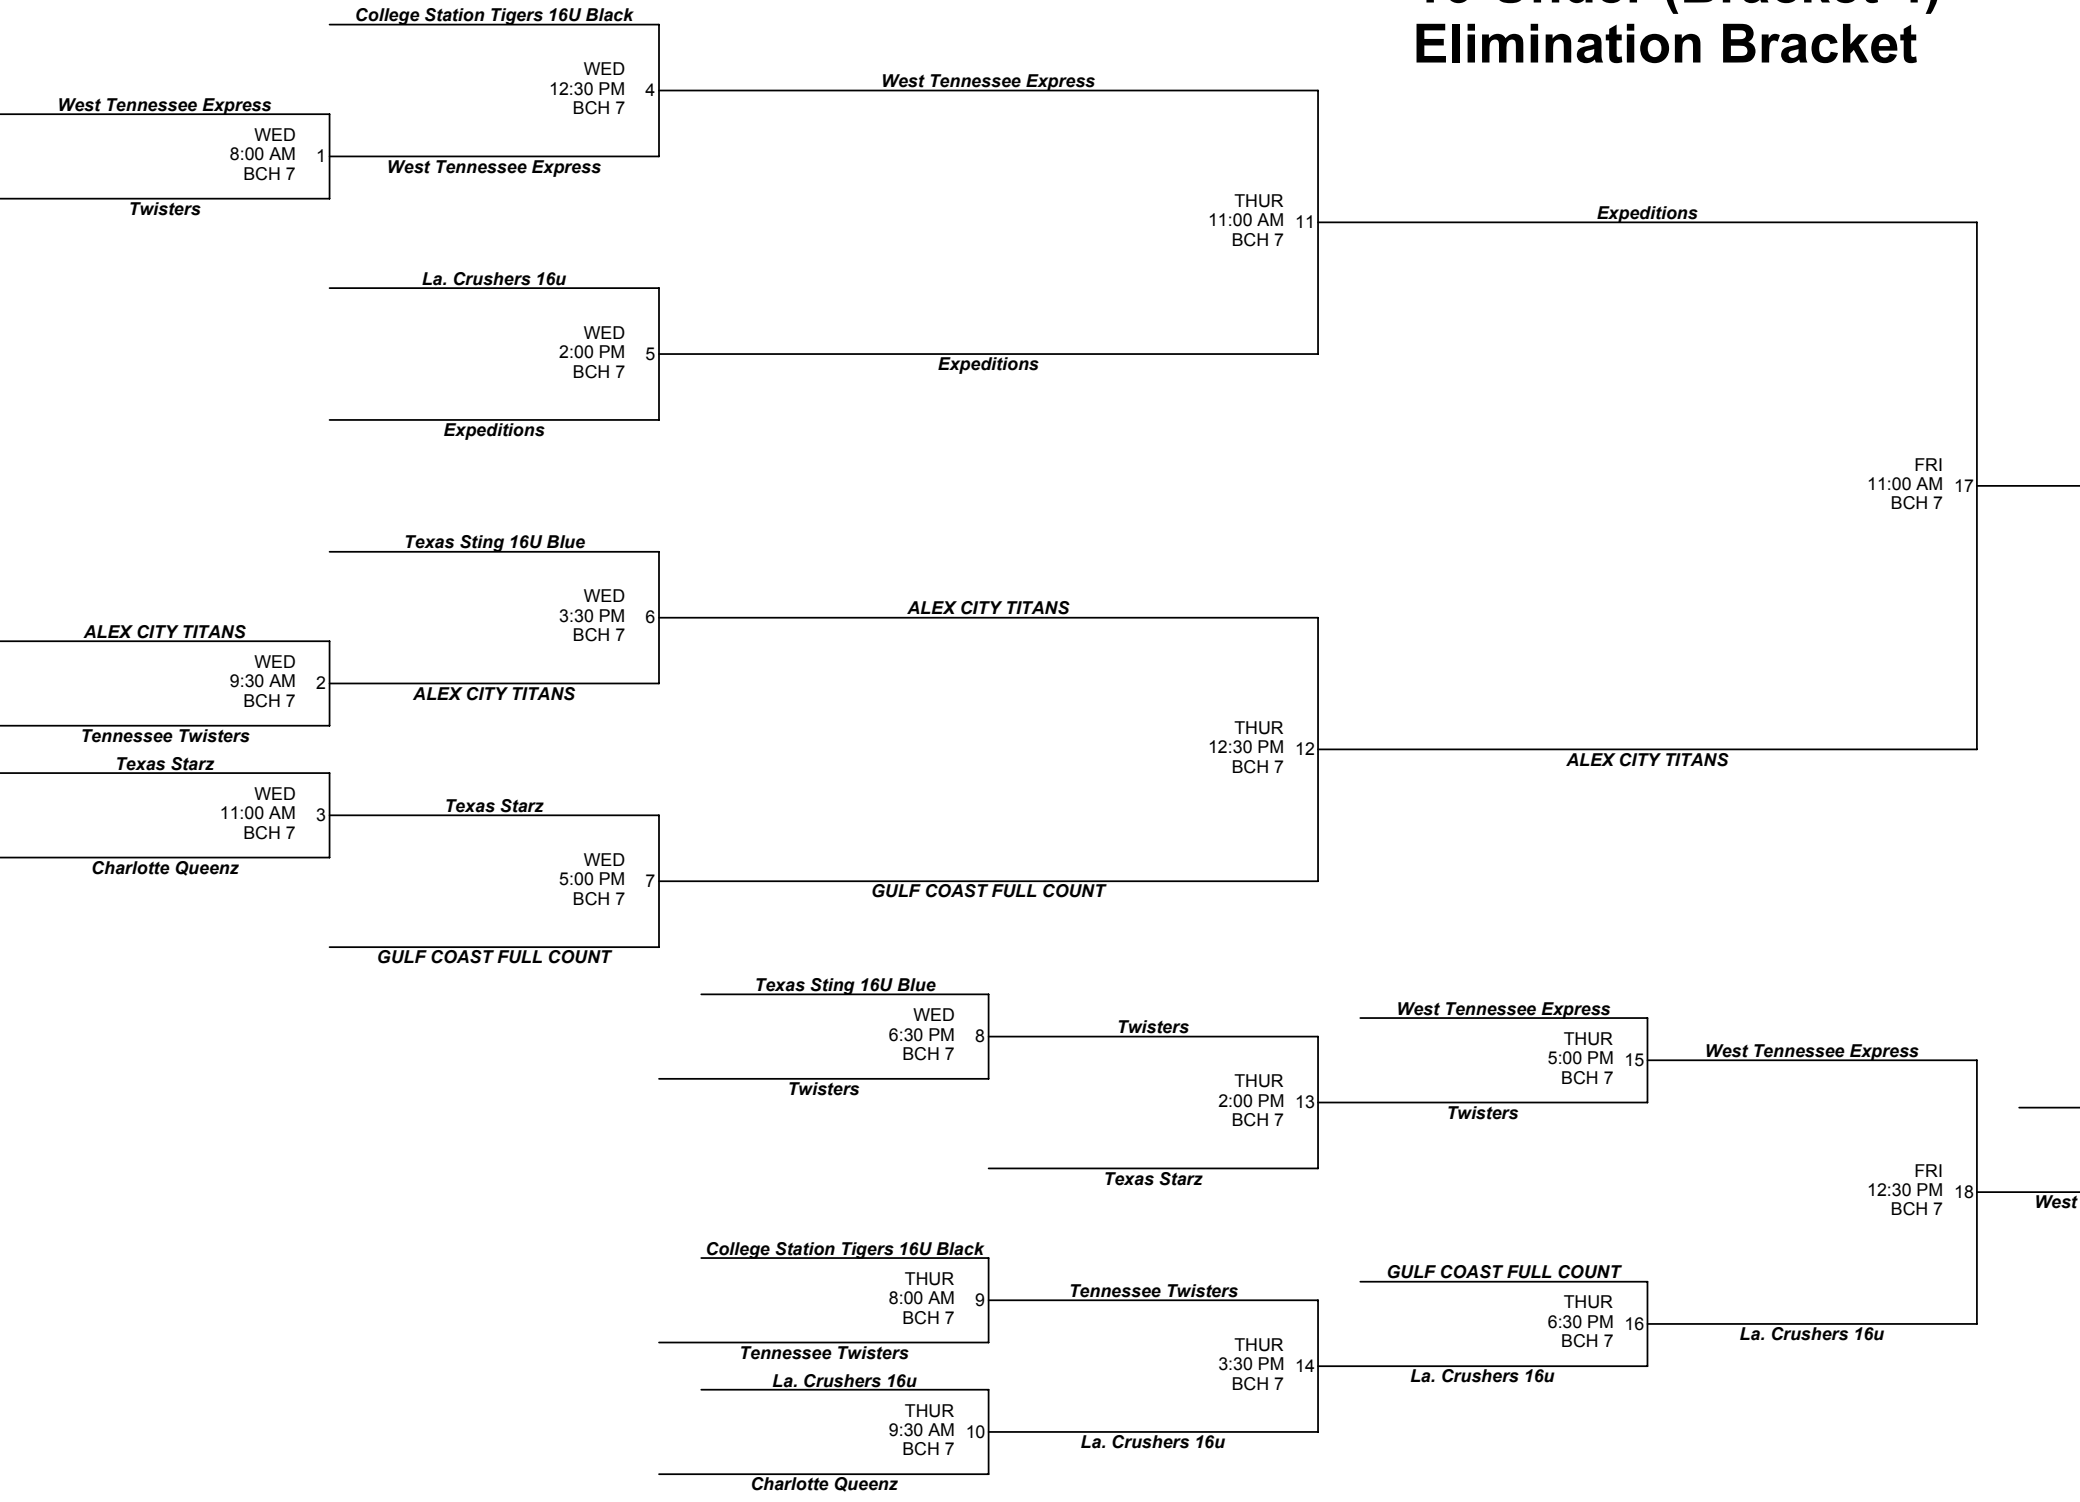 Elimination Bracket
College Station Tigers 16U Black
WED
12:30 PM 4
BCH 7
West Tennessee Express
West Tennessee Express
WED
8:00 AM 1
BCH 7
West Tennessee Express
Twisters
THUR
11:00 AM 11
BCH 7
Expeditions
La. Crushers 16u
WED
2:00 PM 5
BCH 7
Expeditions
Expeditions
FRI
11:00 AM 17
BCH 7
Texas Sting 16U Blue
WED
3:30 PM 6
BCH 7
ALEX CITY TITANS
ALEX CITY TITANS
WED
9:30 AM 2
BCH 7
ALEX CITY TITANS
Tennessee Twisters
THUR
12:30 PM 12
BCH 7
ALEX CITY TITANS
Texas Starz
WED
11:00 AM 3
BCH 7
Texas Starz
Charlotte Queenz
WED
5:00 PM 7
BCH 7
GULF COAST FULL COUNT
GULF COAST FULL COUNT
Texas Sting 16U Blue
WED
6:30 PM 8
BCH 7
Twisters
Twisters
West Tennessee Express
THUR
5:00 PM 15
BCH 7
West Tennessee Express
THUR
2:00 PM 13
BCH 7
Twisters
Texas Starz
FRI
12:30 PM 18
BCH 7
West
College Station Tigers 16U Black
THUR
8:00 AM 9
BCH 7
Tennessee Twisters
Tennessee Twisters
GULF COAST FULL COUNT
THUR
6:30 PM 16
BCH 7
La. Crushers 16u
THUR
3:30 PM 14
BCH 7
La. Crushers 16u
La. Crushers 16u
THUR
9:30 AM 10
BCH 7
La. Crushers 16u
Charlotte Queenz